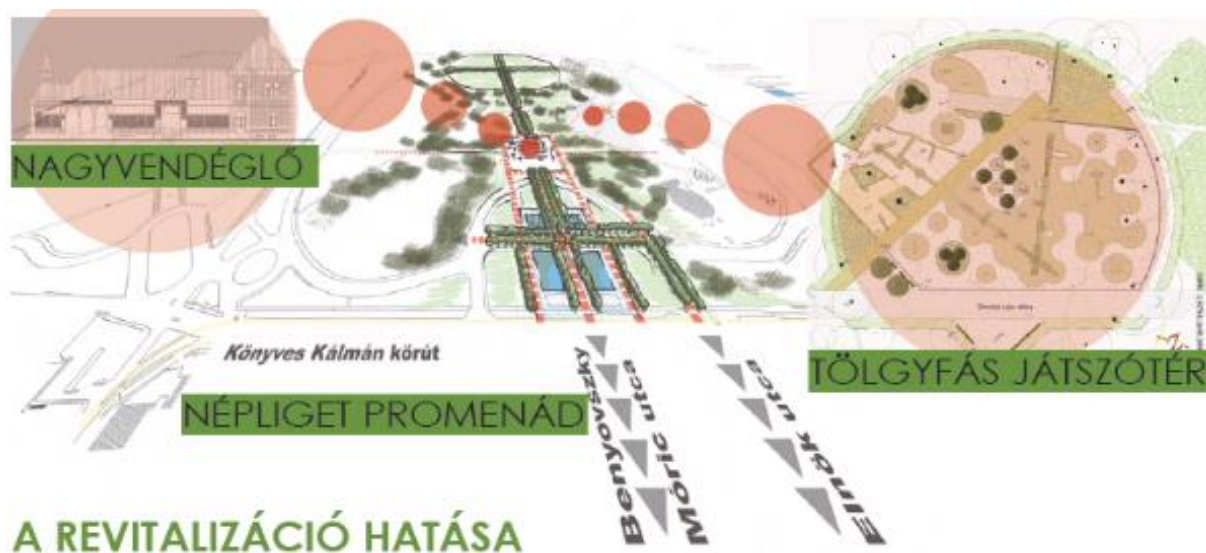 NAGYVENDÉGLŐ
TÖLGYFÁS JÁTSZÓTÉR
Könyves Kálmán körút
NÉPLIGET PROMENÁD
Benyovszky
Móric utca
Elnök utca
A REVITALIZÁCIÓ HATÁSA